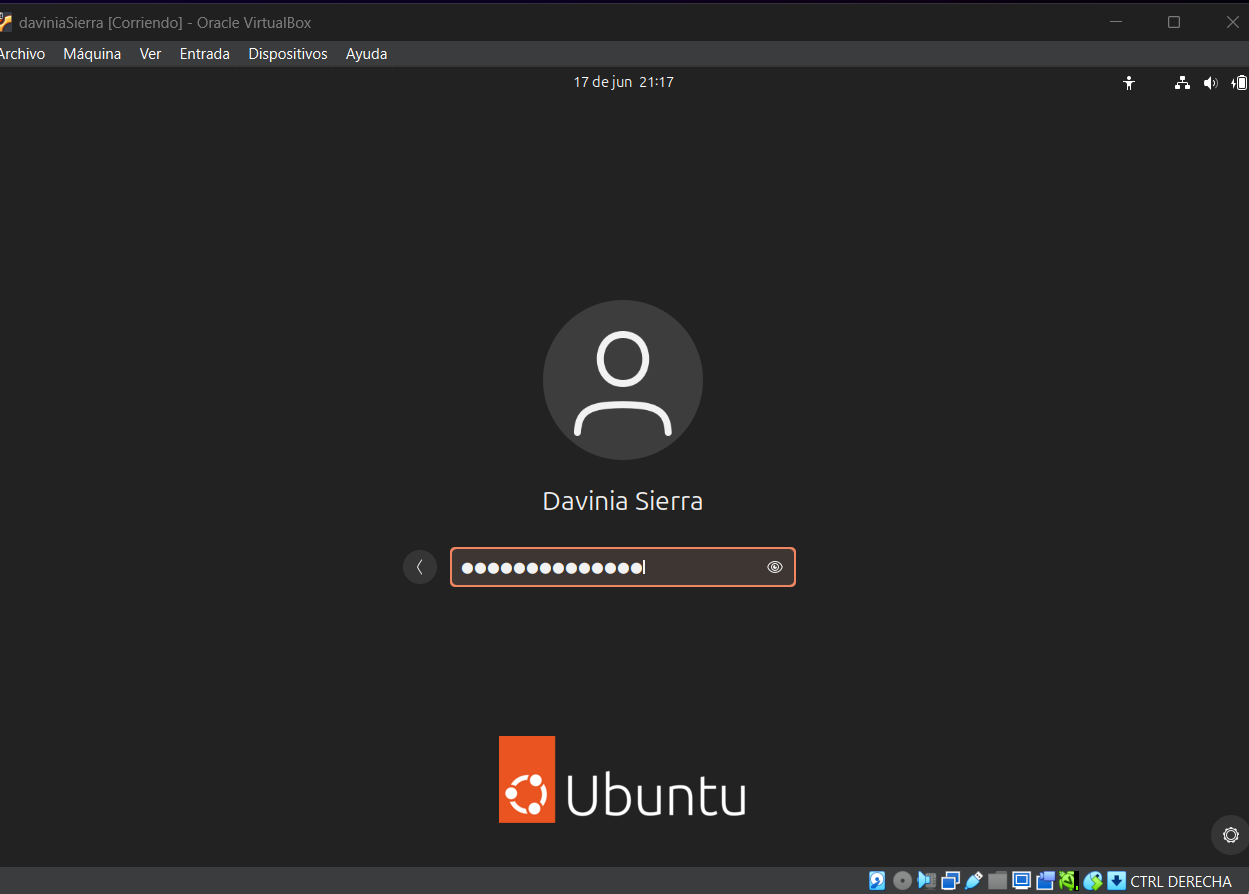 daviniaSierra [Corriendo] - Oracle VirtualBox
Archivo Máquina Ver Entrada Dispositivos Ayuda
17 de jun 21:17
Davinia Sierra
Ubuntu
CTRL DERECHA